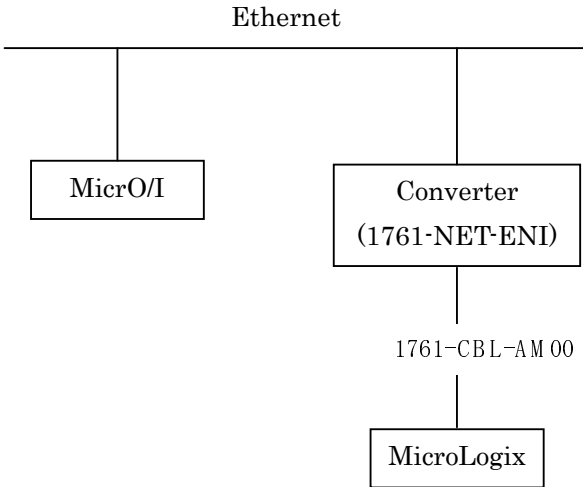 Ethernet
MicrO/I
Converter
(1761-NET-ENI)
1761-CBL-AM00
MicroLogix